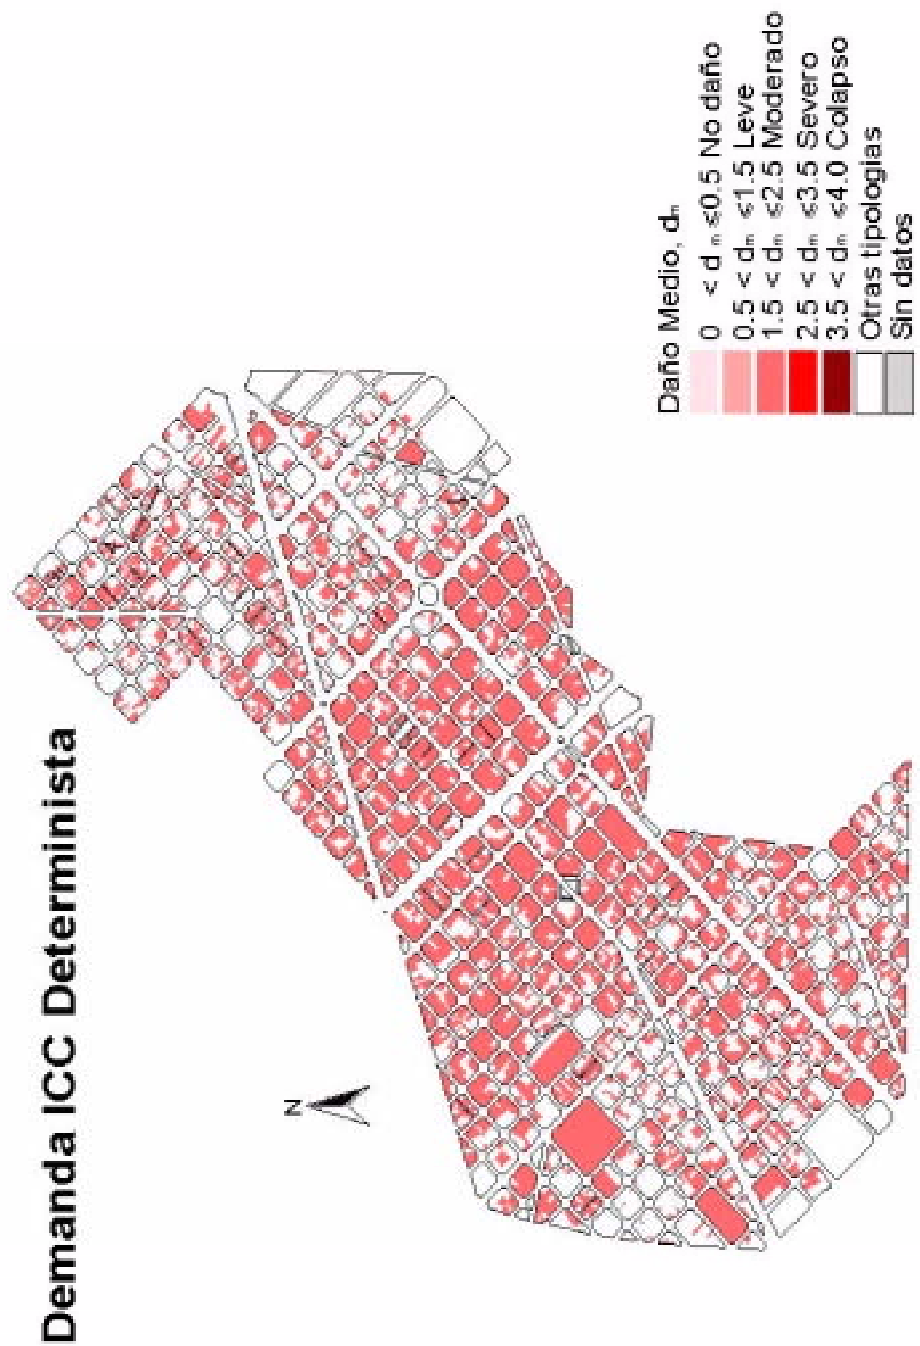 Demanda ICC Determinista
N
Daño Medio, dₘ
0 < dₘ ≤0.5 No daño
0.5 < dₘ ≤1.5 Leve
1.5 < dₘ ≤2.5 Moderado
2.5 < dₘ ≤3.5 Severo
3.5 < dₘ ≤4.0 Colapso
Otras tipologías
Sin datos